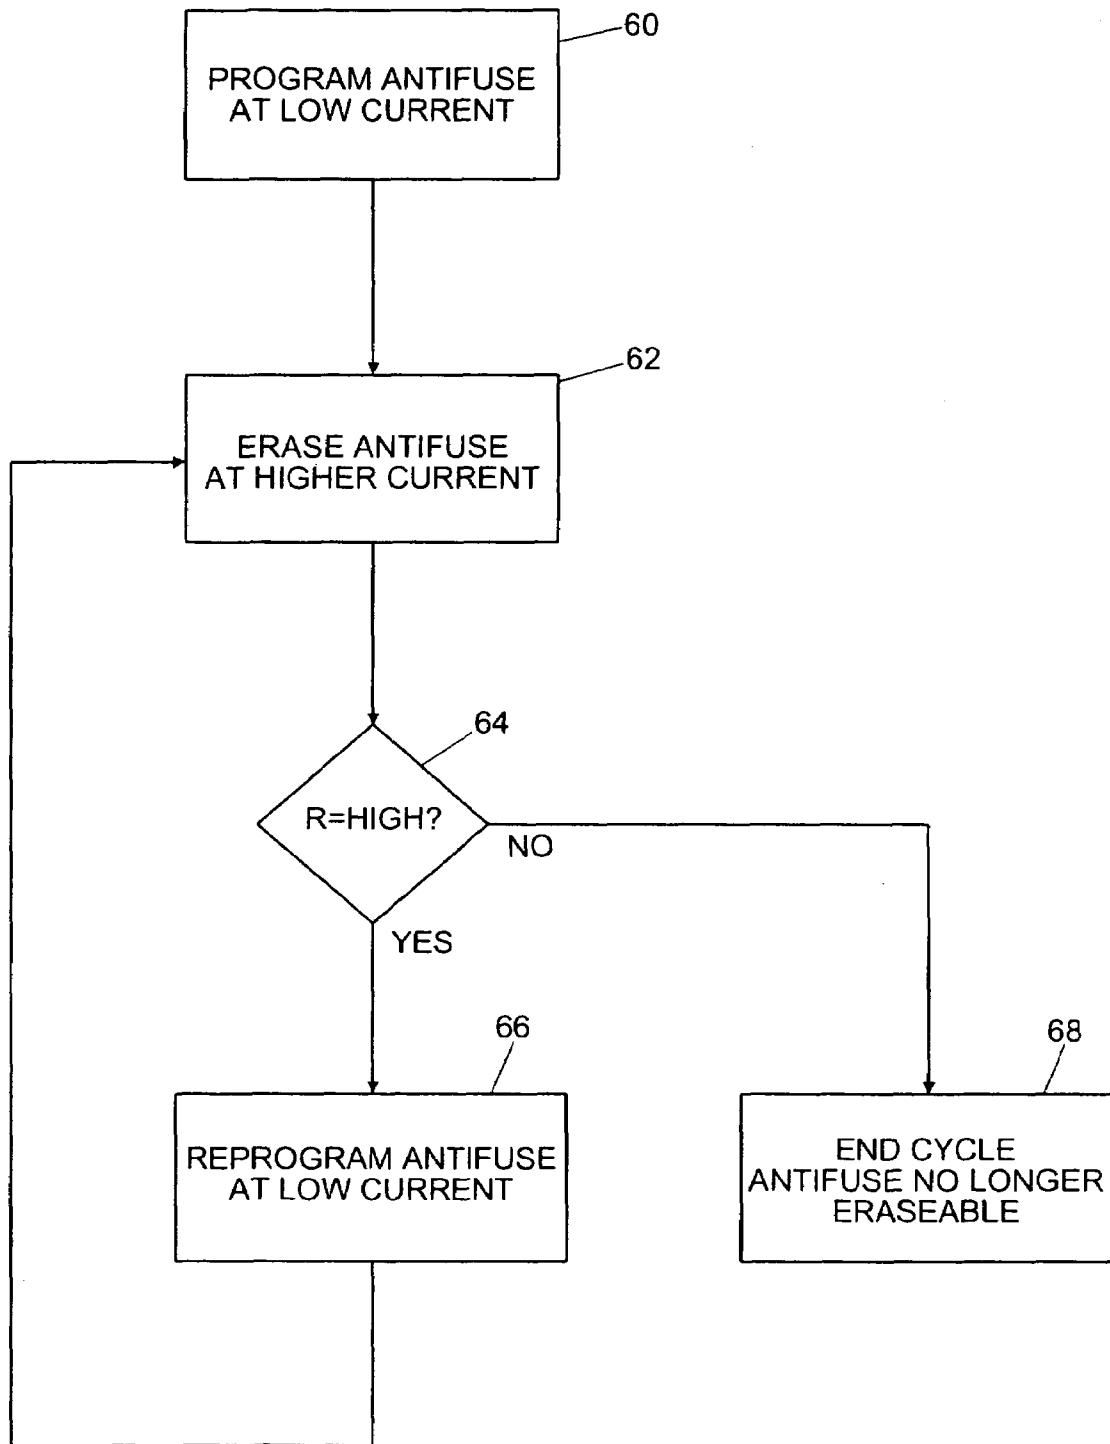 60
PROGRAM ANTIFUSE
AT LOW CURRENT
62
ERASE ANTIFUSE
AT HIGHER CURRENT
64
R=HIGH?
NO
YES
66
REPROGRAM ANTIFUSE
AT LOW CURRENT
68
END CYCLE
ANTIFUSE NO LONGER
ERASEABLE